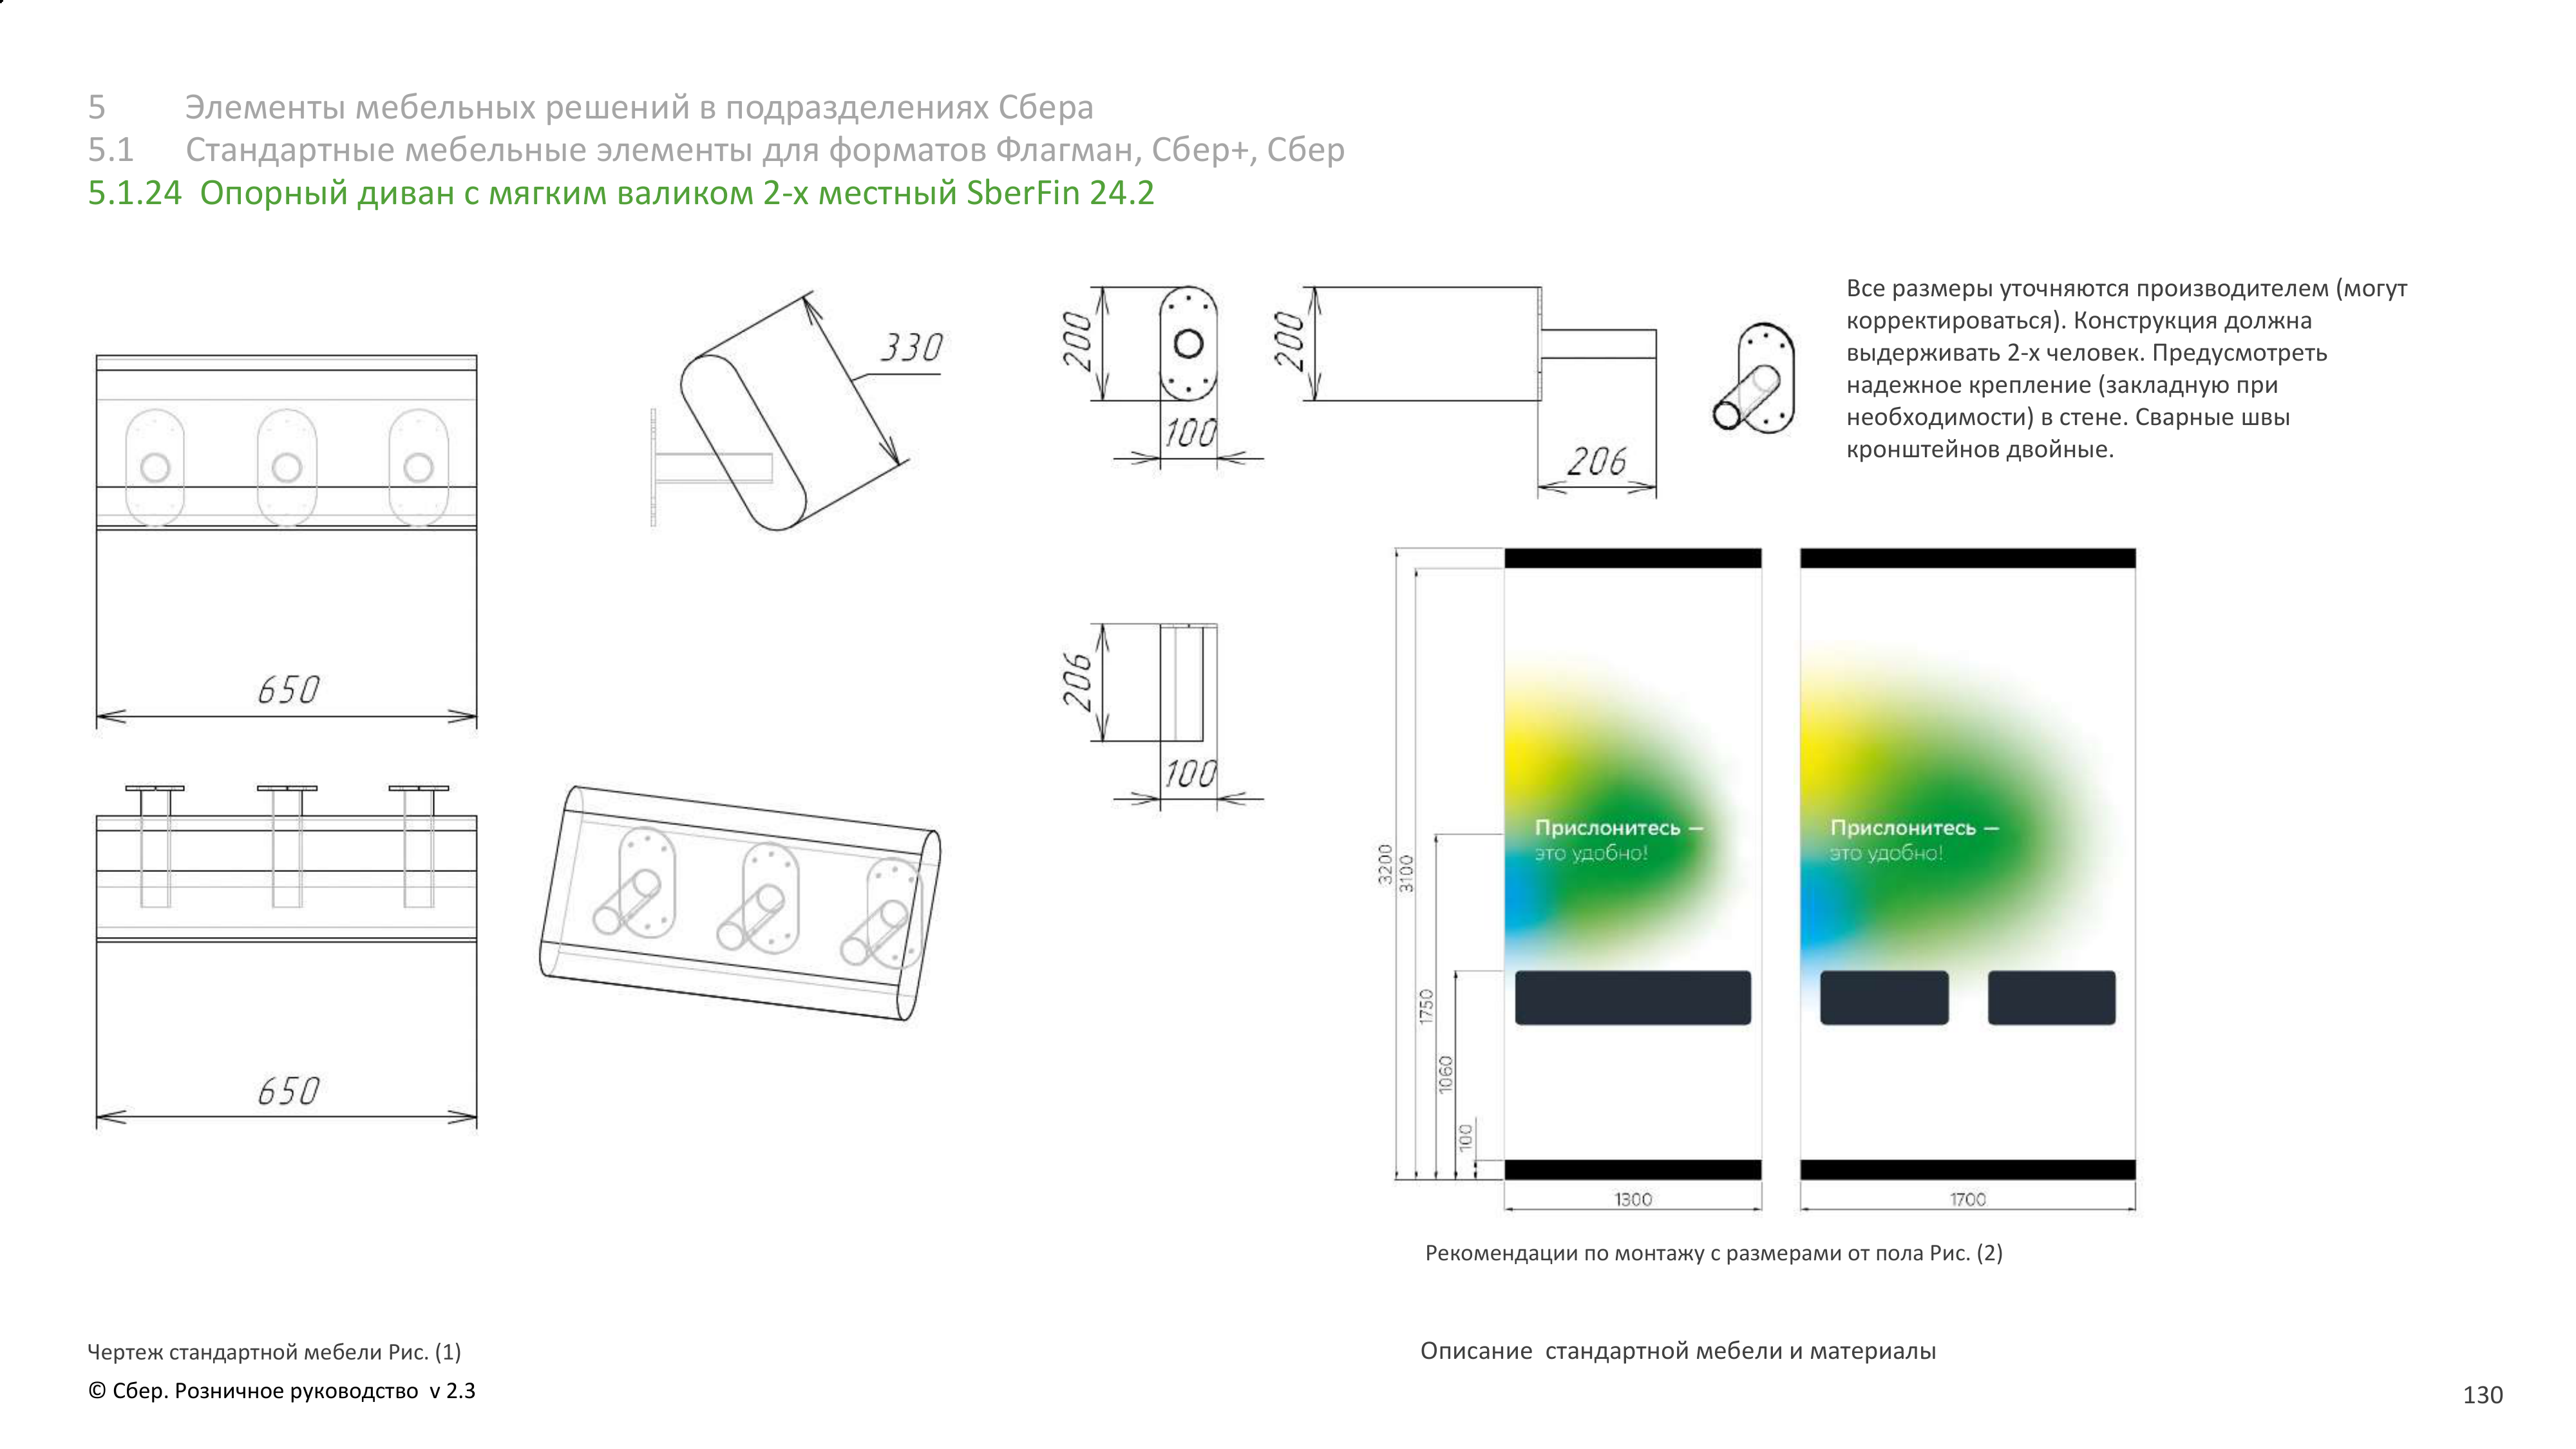 5 Элементы мебельных решений в подразделениях Сбера
5.1 Стандартные мебельные элементы для форматов Флагман, Сбер+, Сбер
5.1.24 Опорный диван с мягким валиком 2-х местный SberFin 24.2
Все размеры уточняются производителем (могут
корректироваться). Конструкция должна
выдерживать 2-х человек. Предусмотреть
надежное крепление (закладную при
необходимости) в стене. Сварные швы
кронштейнов двойные.
650
330
200
100
200
206
650
206
100
3200
3100
1750
1060
100
Прислонитесь —
это удобно!
Прислонитесь —
это удобно!
1300
1700
Рекомендации по монтажу с размерами от пола Рис. (2)
Чертеж стандартной мебели Рис. (1)
Описание стандартной мебели и материалы
© Сбер. Розничное руководство v 2.3
130